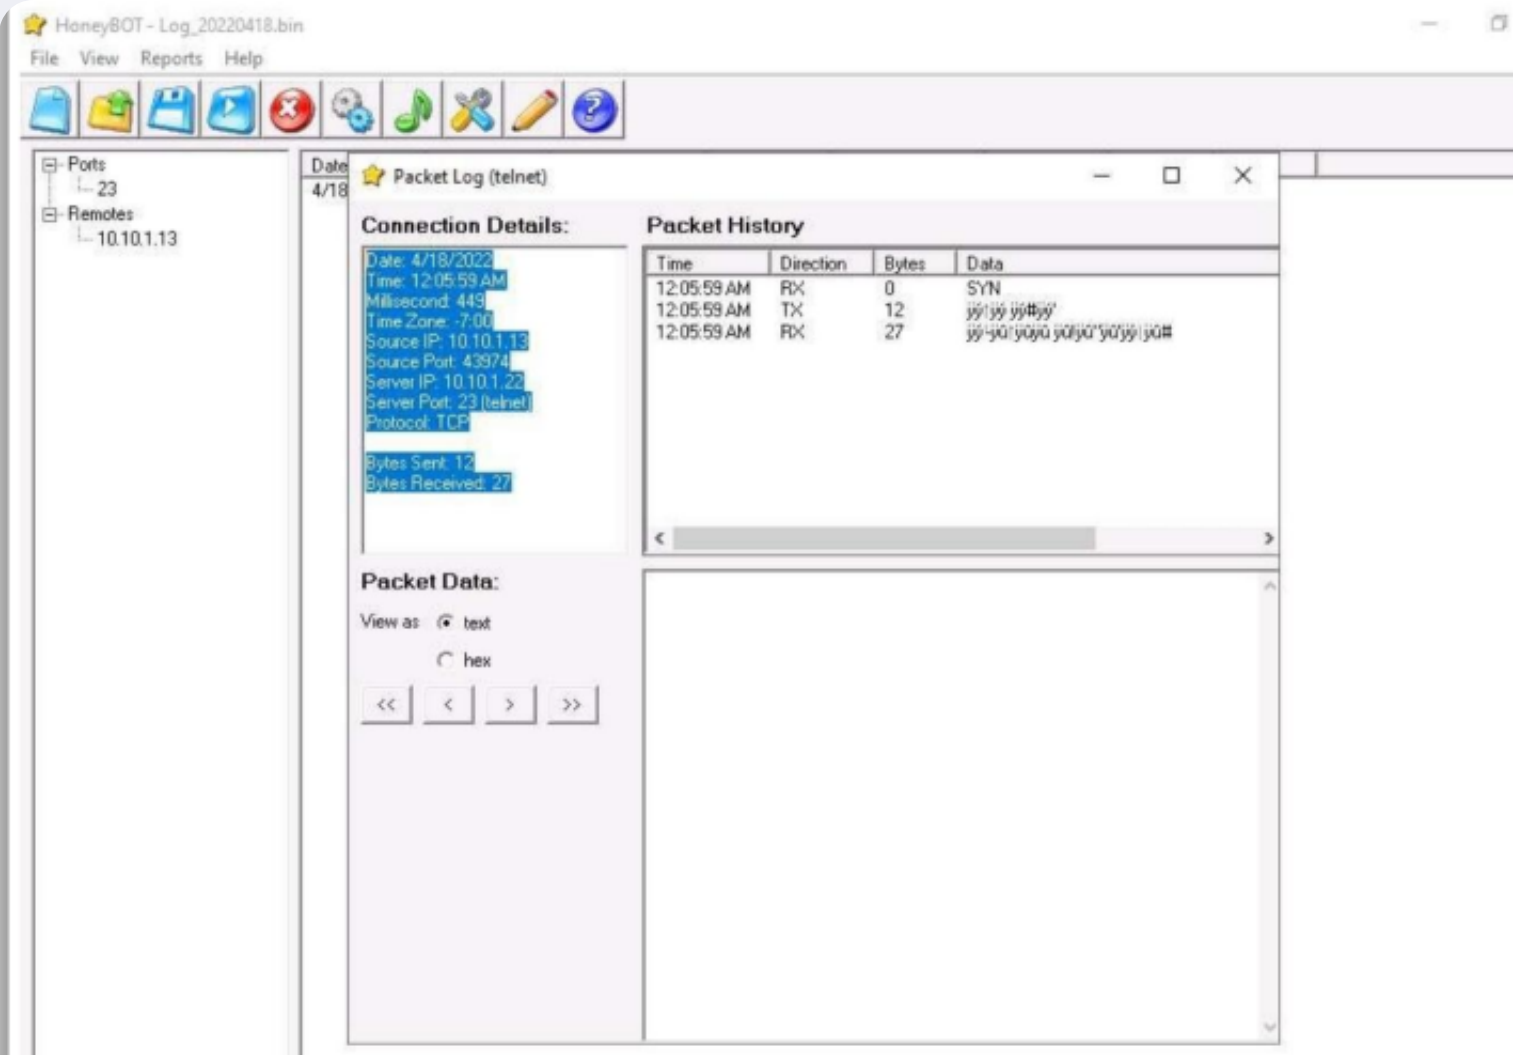 HoneyBOT - Log_20220418.bin
File View Reports Help
Ports
23
Remotes
10.10.1.13
Date
4/18
Packet Log (telnet)
Connection Details:
Date: 4/18/2022
Time: 12:05:59 AM
Millisecond: 449
Time Zone: -7:00
Source IP: 10.10.1.13
Source Port: 43974
Server IP: 10.10.1.22
Server Port: 23 (telnet)
Protocol: TCP
Bytes Sent: 12
Bytes Received: 27
Packet History
Time Direction Bytes Data
12:05:59 AM RX 0 SYN
12:05:59 AM TX 12
12:05:59 AM RX 27
Packet Data:
View as text
hex
<< < > >>